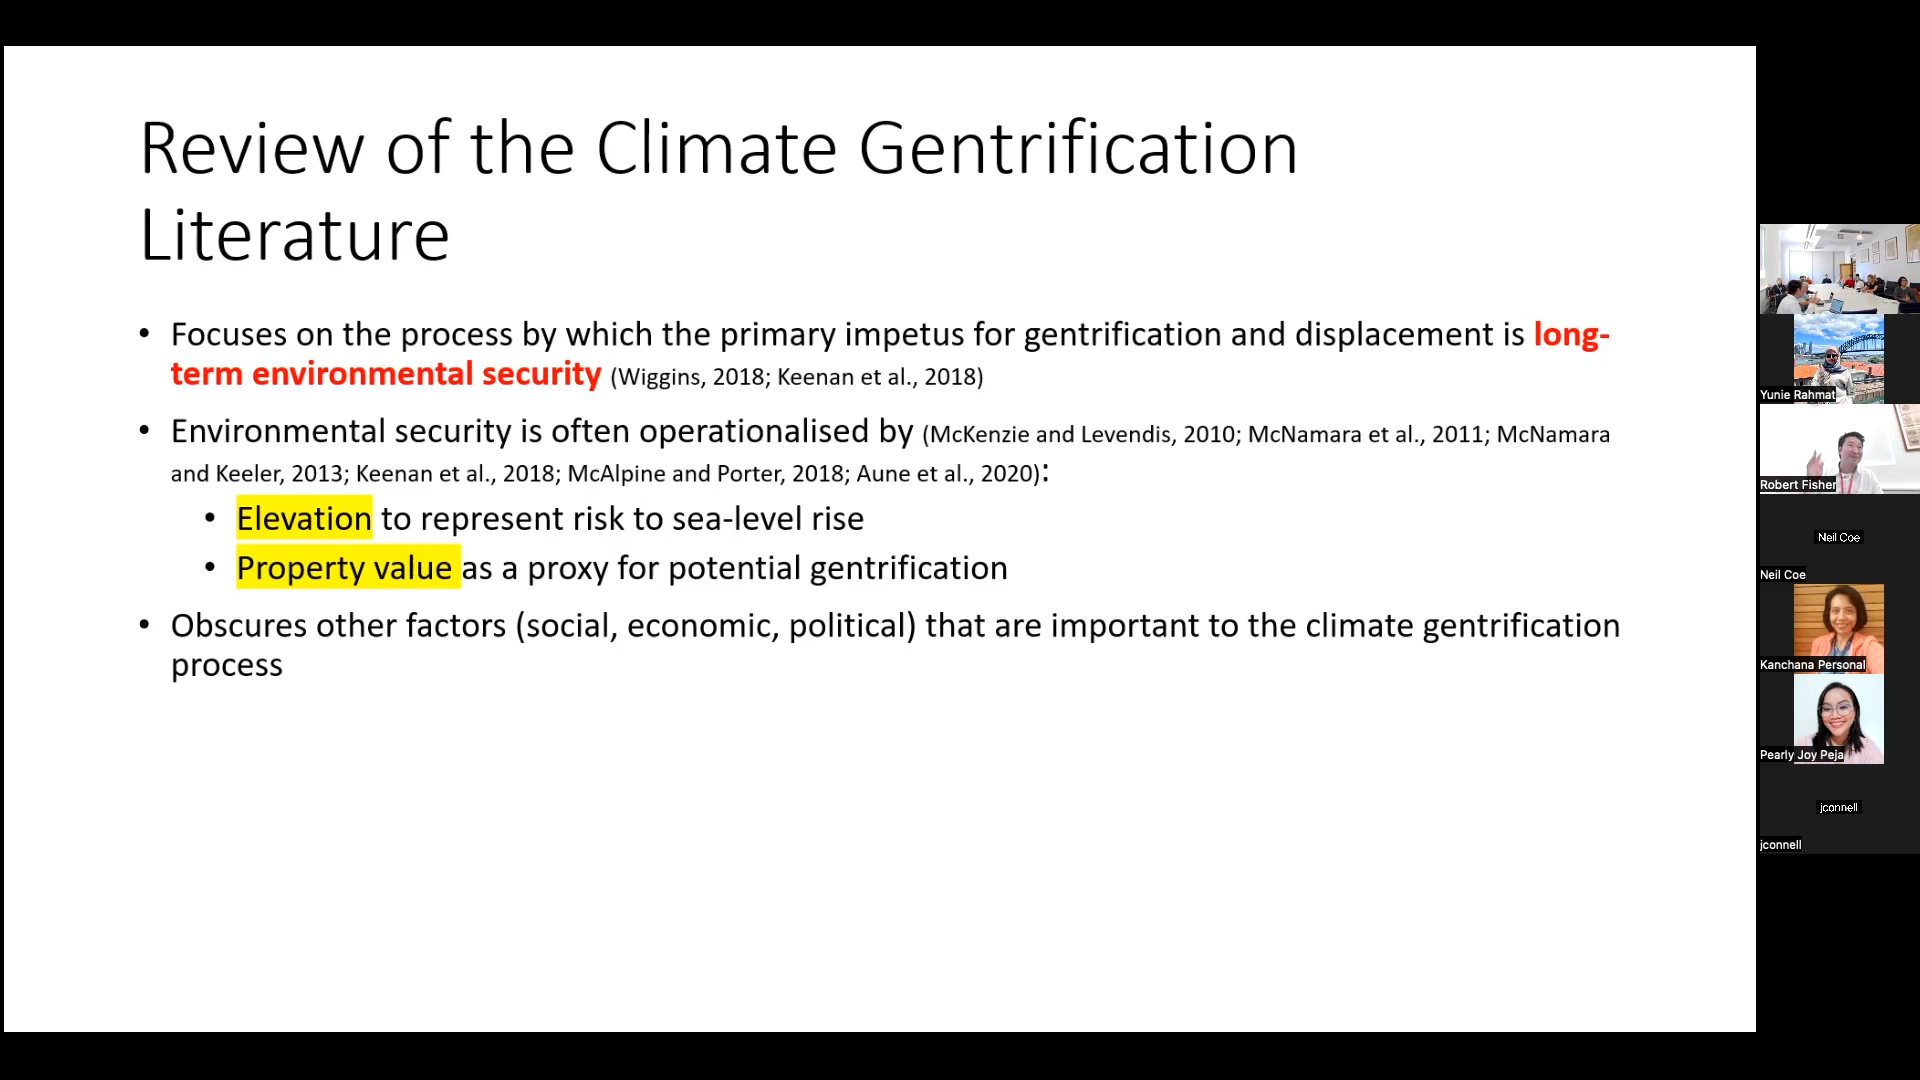 Review of the Climate Gentrification
Literature
• Focuses on the process by which the primary impetus for gentrification and displacement is long-
term environmental security (Wiggins, 2018; Keenan et al., 2018)
• Environmental security is often operationalised by (McKenzie and Levendis, 2010; McNamara et al., 2011; McNamara
and Keeler, 2013; Keenan et al., 2018; McAlpine and Porter, 2018; Aune et al., 2020):
• Elevation to represent risk to sea-level rise
• Property value as a proxy for potential gentrification
• Obscures other factors (social, economic, political) that are important to the climate gentrification
process
Yunie Rahmat
Robert Fisher
Neil Coe
Neil Coe
Kanchana Personal
Pearly Joy Peja
jconnell
jconnell